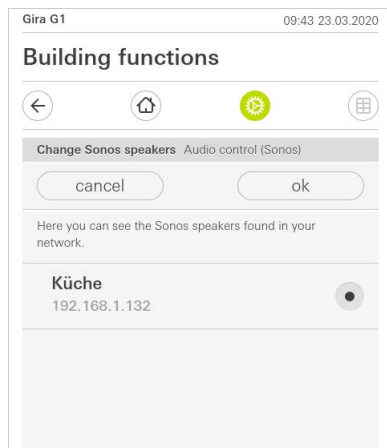 Gira G1 09:43 23.03.2020
Building functions
Change Sonos speakers Audio control (Sonos)
cancel ok
Here you can see the Sonos speakers found in your
network.
Küche
192.168.1.132